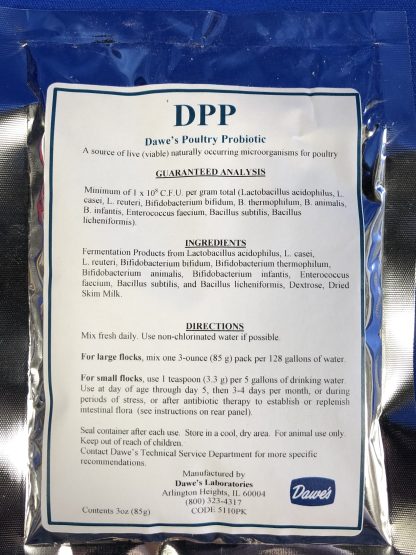 DPP
Dawe's Poultry Probiotic
A source of live (viable) naturally occurring microorganisms for poultry
GUARANTEED ANALYSIS
Minimum of 1 x 10⁸ C.F.U. per gram total (Lactobacillus acidophilus, L.
casei, L. reuteri, Bifidobacterium bifidum, B. thermophilum, B. animalis,
B. infantis, Enterococcus faecium, Bacillus subtilis, Bacillus
licheniformis).
INGREDIENTS
Fermentation Products from Lactobacillus acidophilus, L. casei,
L. reuteri, Bifidobacterium bifidum, Bifidobacterium thermophilum,
Bifidobacterium animalis, Bifidobacterium infantis, Enterococcus
faecium, Bacillus subtilis, and Bacillus licheniformis, Dextrose, Dried
Skim Milk.
DIRECTIONS
Mix fresh daily. Use non-chlorinated water if possible.
For large flocks, mix one 3-ounce (85 g) pack per 128 gallons of water.
For small flocks, use 1 teaspoon (3.3 g) per 5 gallons of drinking water.
Use at day of age through day 5, then 3-4 days per month, or during
periods of stress, or after antibiotic therapy to establish or replenish
intestinal flora (see instructions on rear panel).
Seal container after each use. Store in a cool, dry area. For animal use only.
Keep out of reach of children.
Contact Dawe's Technical Service Department for more specific
recommendations.
Manufactured by
Dawe's Laboratories
Arlington Heights, IL 60004
(800) 323-4317
Contents 3oz (85g)
CODE 5110PK
Dawe's